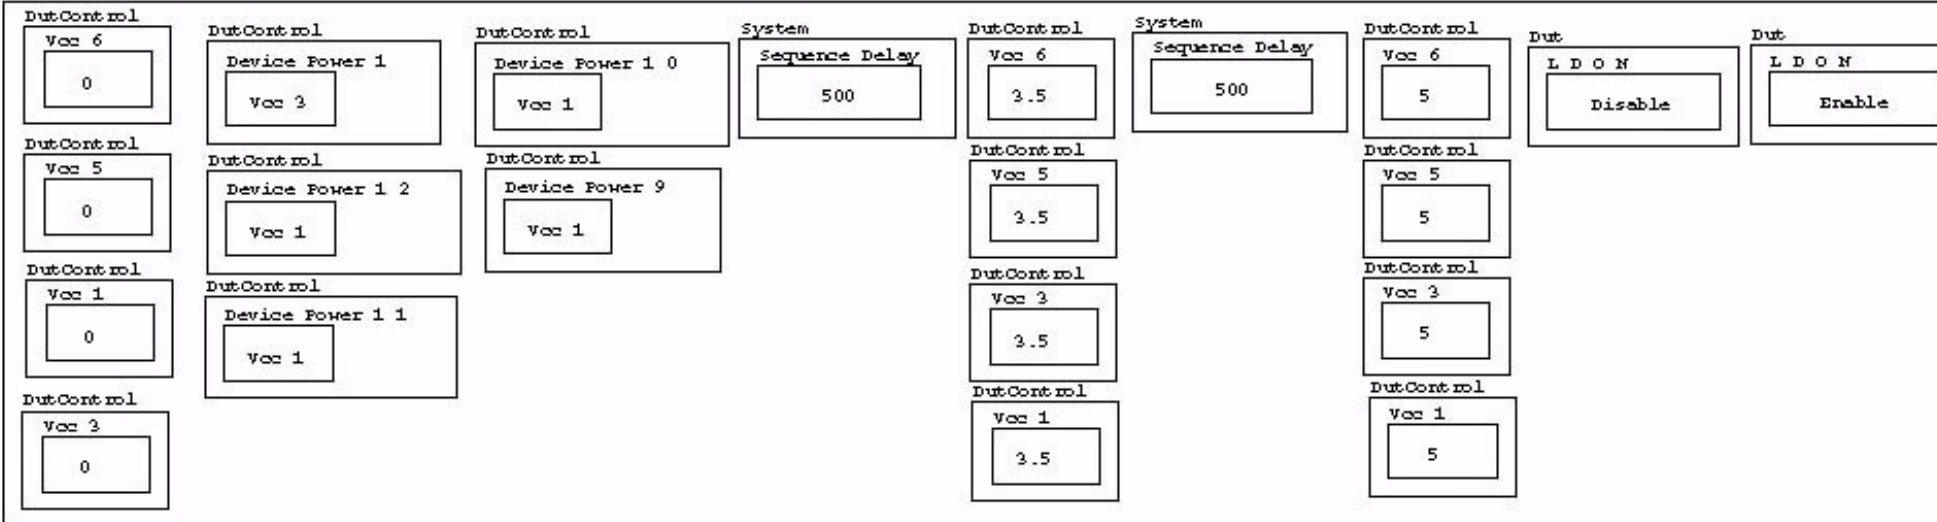 DutControl
Vcc 6
0
DutControl
Vcc 5
0
DutControl
Vcc 1
0
DutControl
Vcc 3
0
DutControl
Device Power 1
Vcc 3
DutControl
Device Power 1 2
Vcc 1
DutControl
Device Power 1 1
Vcc 1
DutControl
Device Power 1 0
Vcc 1
DutControl
Device Power 9
Vcc 1
System
Sequence Delay
500
DutControl
Vcc 6
3.5
DutControl
Vcc 5
3.5
DutControl
Vcc 3
3.5
DutControl
Vcc 1
3.5
System
Sequence Delay
500
DutControl
Vcc 6
5
DutControl
Vcc 5
5
DutControl
Vcc 3
5
DutControl
Vcc 1
5
Dut
L D O N
Disable
Dut
L D O N
Enable